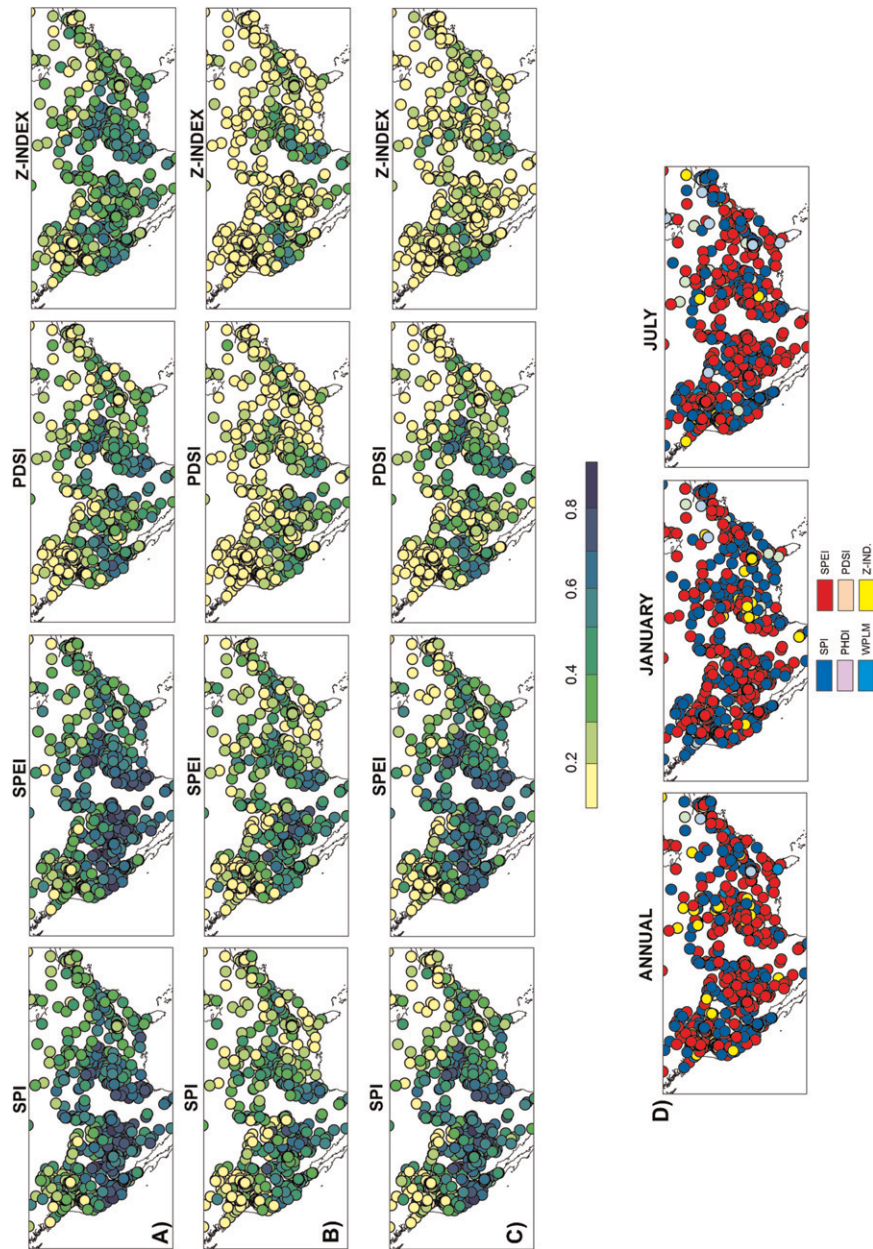 A)
SPI
SPEI
PDSI
Z-INDEX
B)
SPI
SPEI
PDSI
Z-INDEX
C)
SPI
SPEI
PDSI
Z-INDEX
0.2
0.4
0.6
0.8
D)
ANNUAL
JANUARY
JULY
SPI
SPEI
PHDI
PDSI
WPLM
Z-IND.